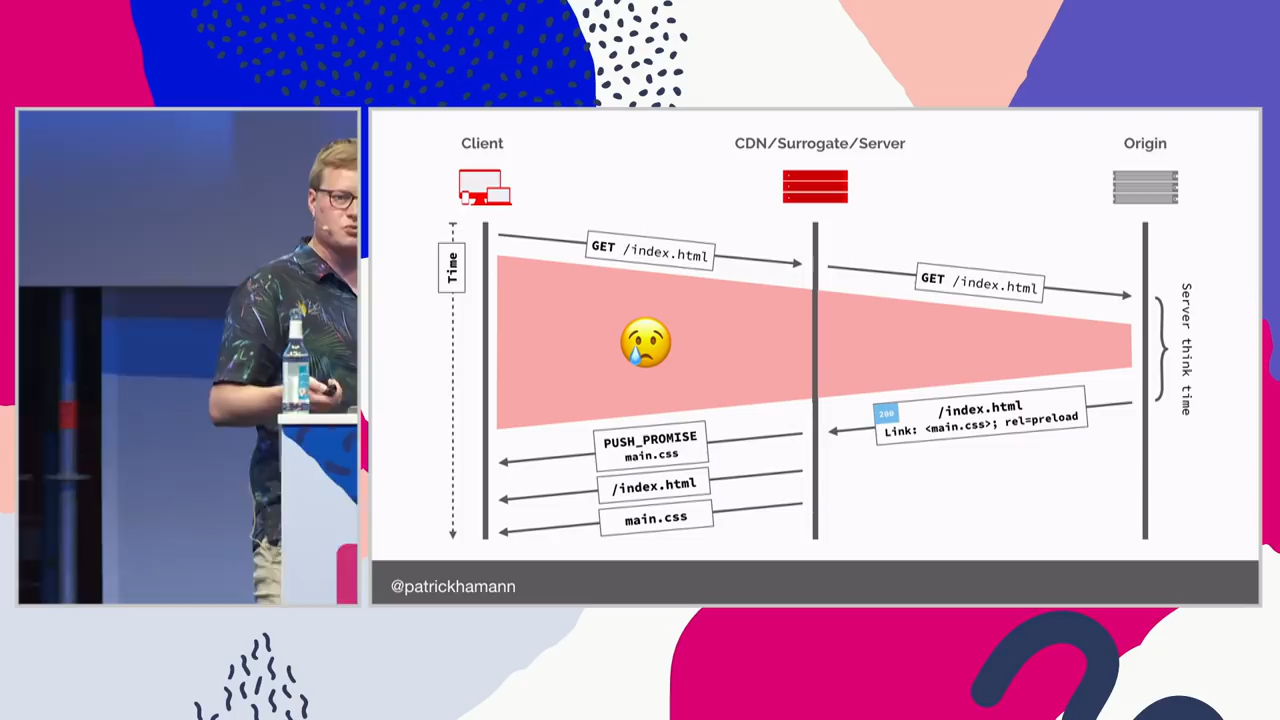 Client
CDN/Surrogate/Server
Origin
Time
GET /index.html
GET /index.html
Server think time
200
/index.html
Link: <main.css>; rel=preload
PUSH_PROMISE
main.css
/index.html
main.css
@patrickhamann